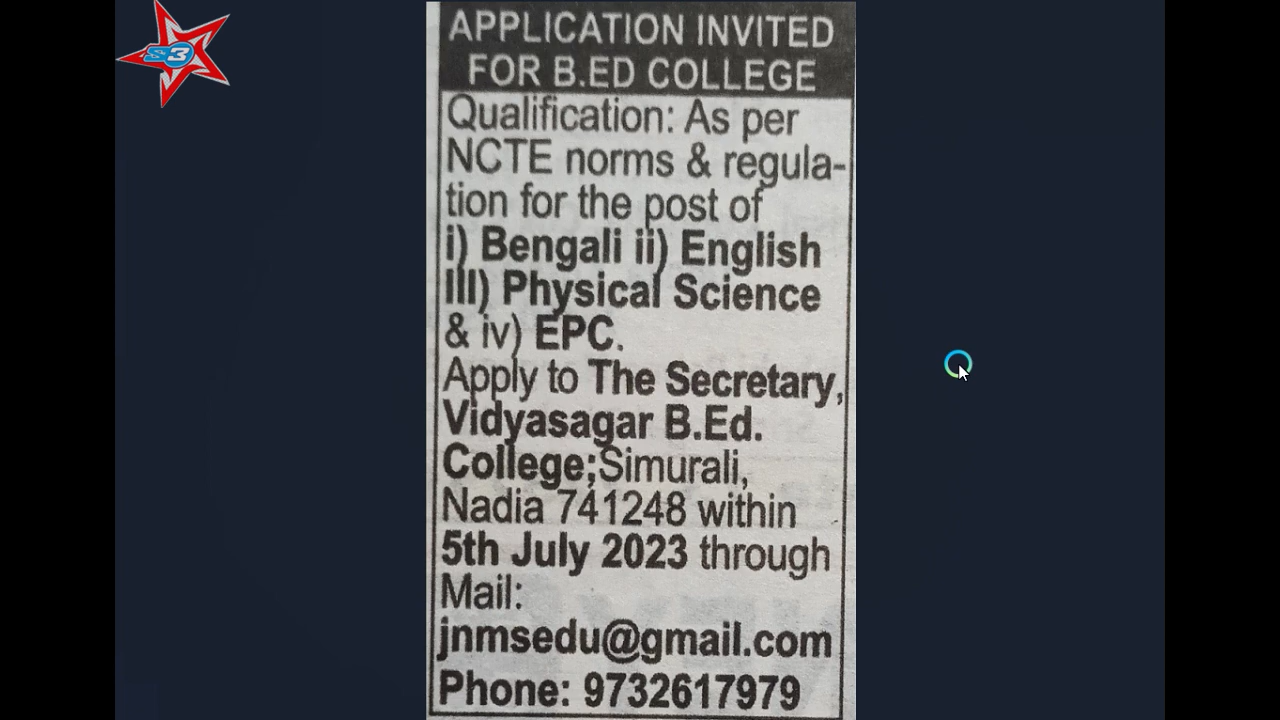 S3
APPLICATION INVITED
FOR B.ED COLLEGE
Qualification: As per
NCTE norms & regula-
tion for the post of
i) Bengali ii) English
III) Physical Science
& iv) EPC.
Apply to The Secretary,
Vidyasagar B.Ed.
College;Simurali,
Nadia 741248 within
5th July 2023 through
Mail:
jnmsedu@gmail.com
Phone: 9732617979